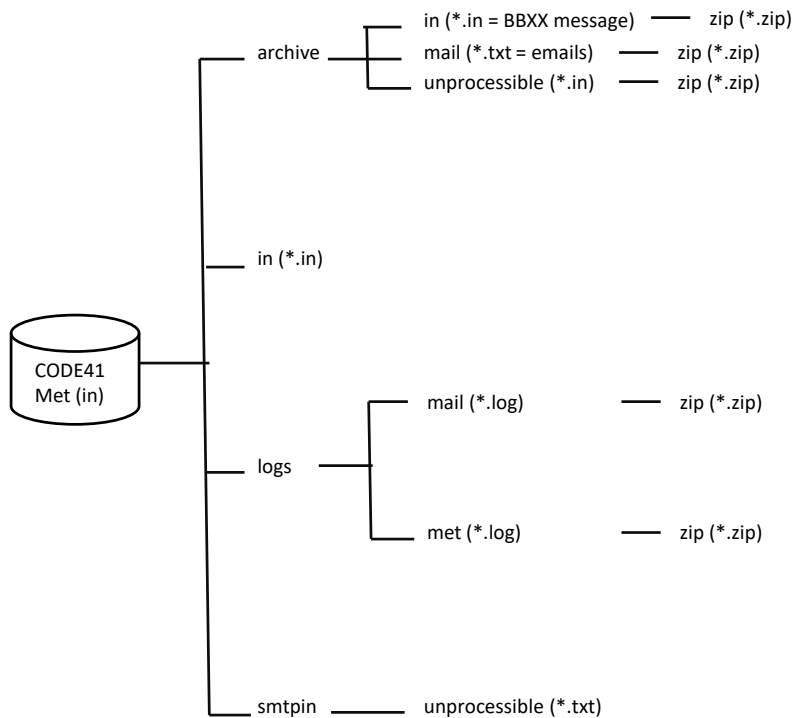 in (*.in = BBXX message) zip (*.zip)
archive mail (*.txt = emails) zip (*.zip)
unprocessible (*.in) zip (*.zip)
in (*.in)
CODE41
Met (in)
mail (*.log) zip (*.zip)
logs
met (*.log) zip (*.zip)
smtpin unprocessible (*.txt)